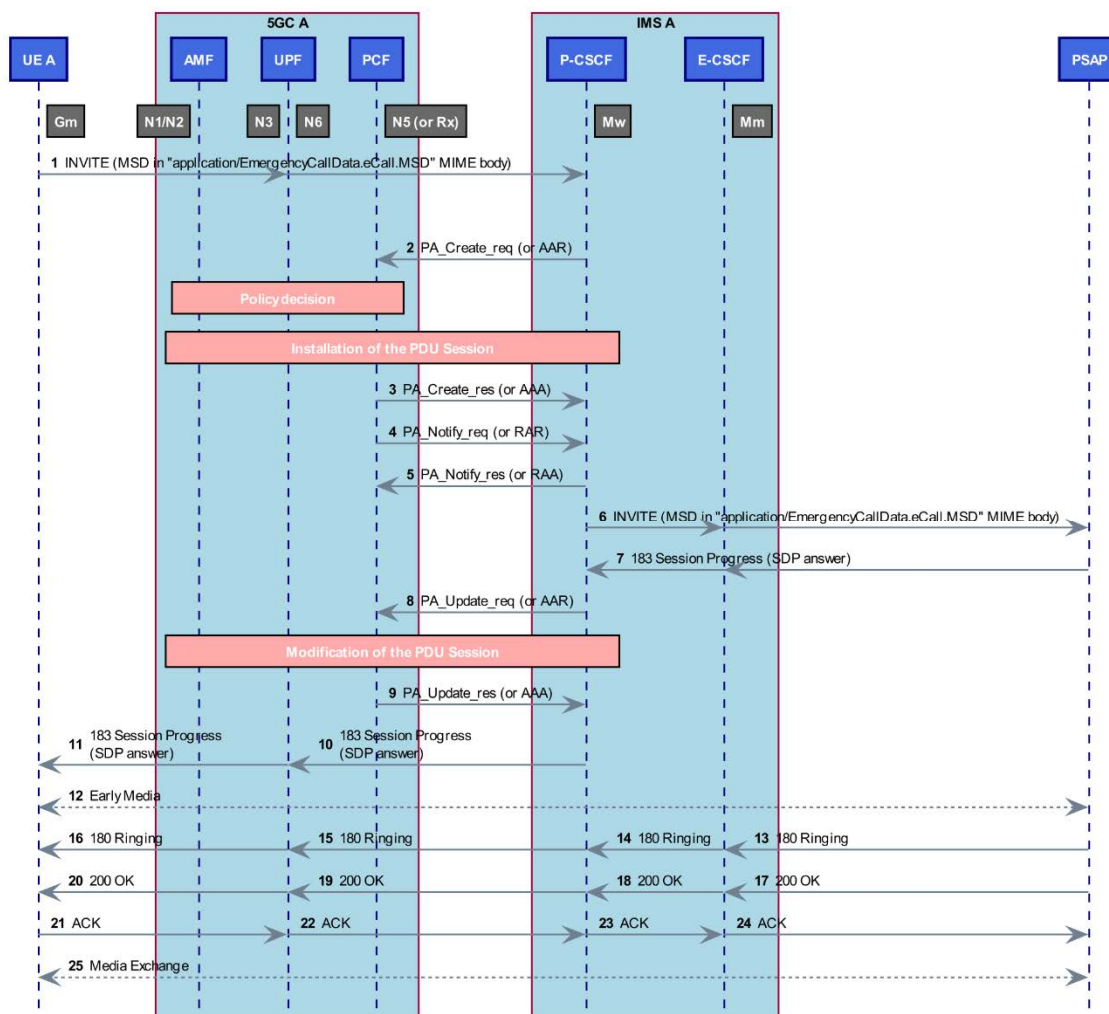 5GC A
IMS A
UE A
AMF
UPF
PCF
P-CSCF
E-CSCF
PSAP
Gm
N1/N2
N3
N6
N5 (or Rx)
Mw
Mm
1 INVITE (MSD in "application/EmergencyCallData.eCall.MSD" MIME body)
2 PA_Create_req (or AAR)
Policy decision
Installation of the PDU Session
3 PA_Create_res (or AAA)
4 PA_Notify_req (or RAR)
5 PA_Notify_res (or RAA)
6 INVITE (MSD in "application/EmergencyCallData.eCall.MSD" MIME body)
7 183 Session Progress (SDP answer)
8 PA_Update_req (or AAR)
Modification of the PDU Session
9 PA_Update_res (or AAA)
11 183 Session Progress
(SDP answer)
10 183 Session Progress
(SDP answer)
12 Early Media
16 180 Ringing
15 180 Ringing
14 180 Ringing
13 180 Ringing
20 200 OK
19 200 OK
18 200 OK
17 200 OK
21 ACK
22 ACK
23 ACK
24 ACK
25 Media Exchange